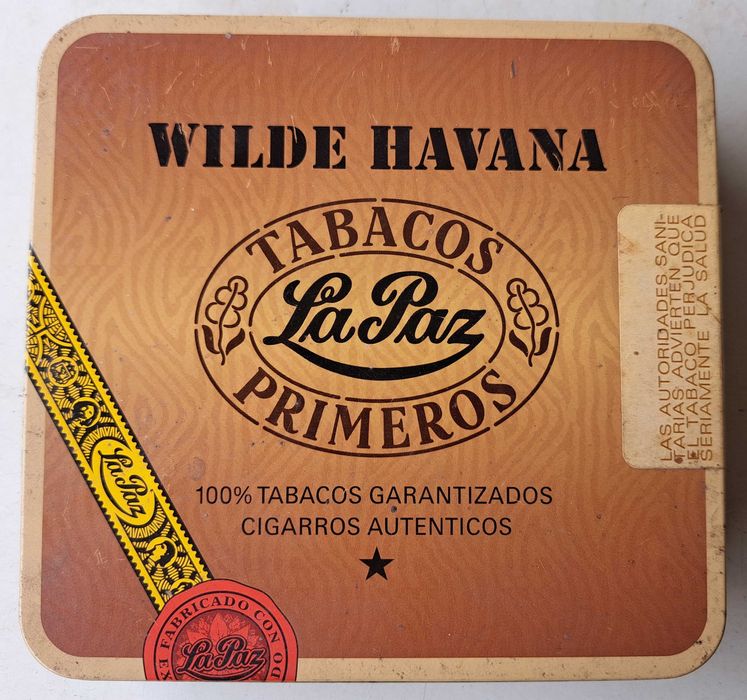 WILDE HAVANA
TABACOS
La Paz
PRIMEROS
100% TABACOS GARANTIZADOS
CIGARROS AUTENTICOS
LAS AUTORIDADES SANI-
TARIAS ADVIERTEN QUE
EL TABACO PERJUDICA
SERIAMENTE LA SALUD
La Paz
FABRICADO CON
La Paz